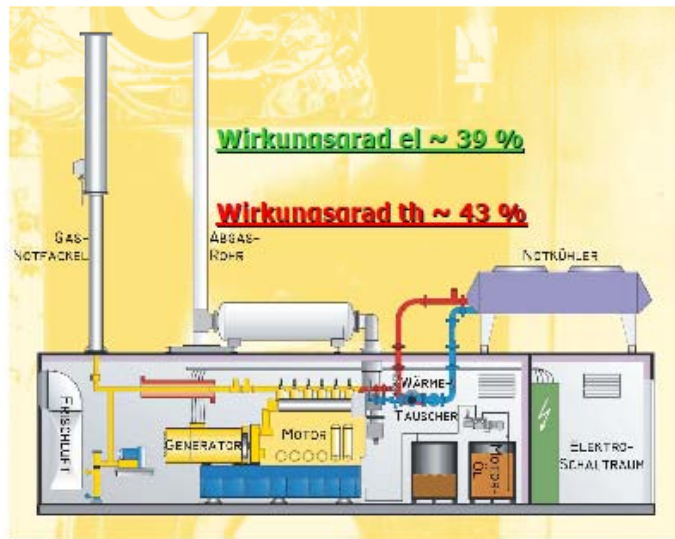 Wirkungsgrad el ~ 39 %
Wirkungsgrad th ~ 43 %
GAS-
NOTFACKEL
ABGAS-
ROHR
NOTKÜHLER
FRISCHLUFT
GENERATOR
MOTOR
WÄRME-
TAUSCHER
MOTOR-
ÖL
ELEKTRO-
SCHALTRAUM